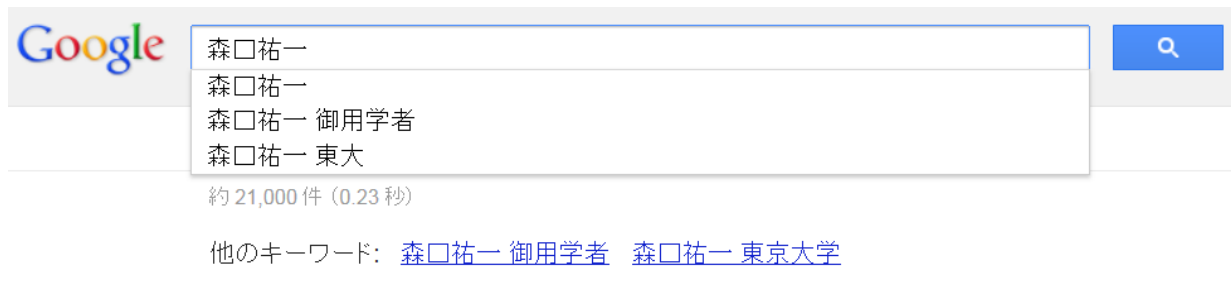 Google 森口祐一
森口祐一
森口祐一 御用学者
森口祐一 東大
約 21,000 件 (0.23 秒)
他のキーワード: 森口祐一 御用学者 森口祐一 東京大学